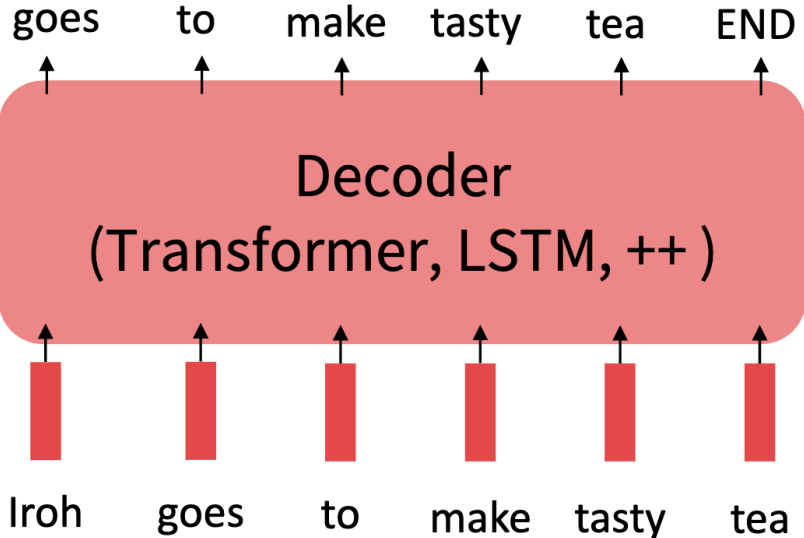 goes to make tasty tea END
Decoder
(Transformer, LSTM, ++ )
Iroh goes to make tasty tea